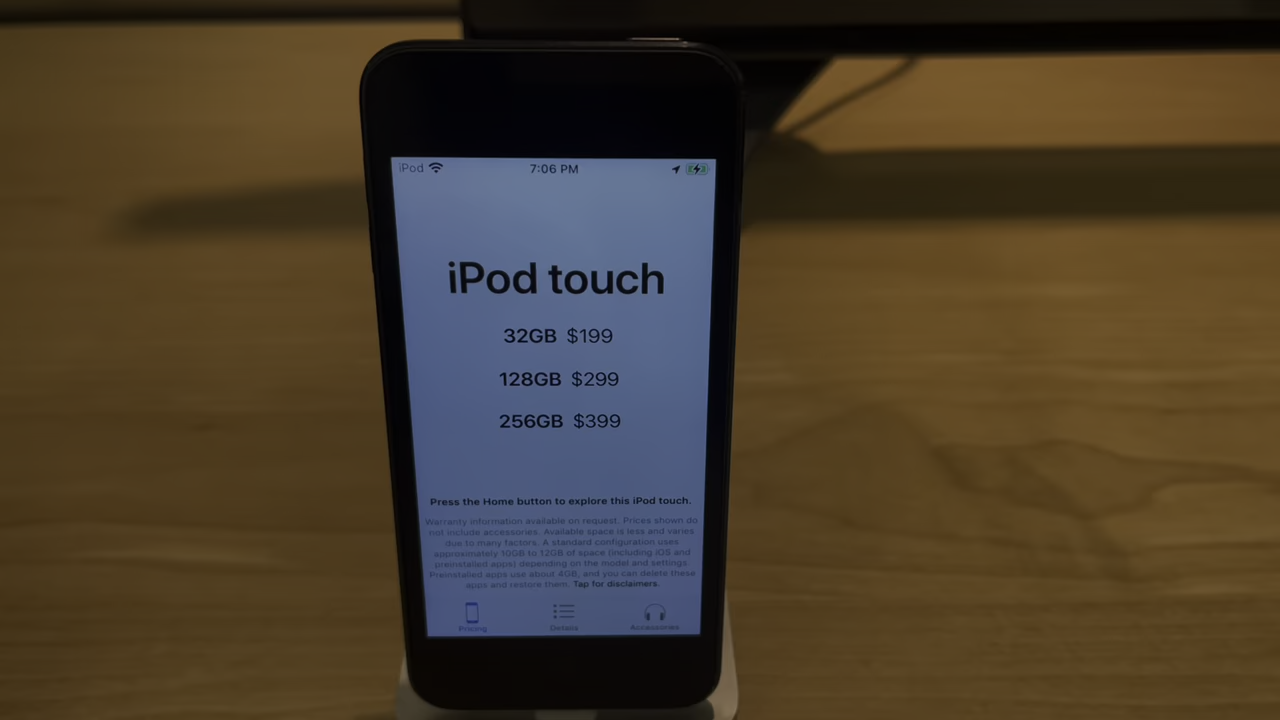 iPod 7:06 PM
iPod touch
32GB $199
128GB $299
256GB $399
Press the Home button to explore this iPod touch.
Warranty information available on request. Prices shown do
not include accessories. Available space is less and varies
due to many factors. A standard configuration uses
approximately 10GB to 12GB of space (including iOS and
preinstalled apps) depending on the model and settings.
Preinstalled apps use about 4GB, and you can delete these
apps and restore them. Tap for disclaimers.
Pricing Details Accessories